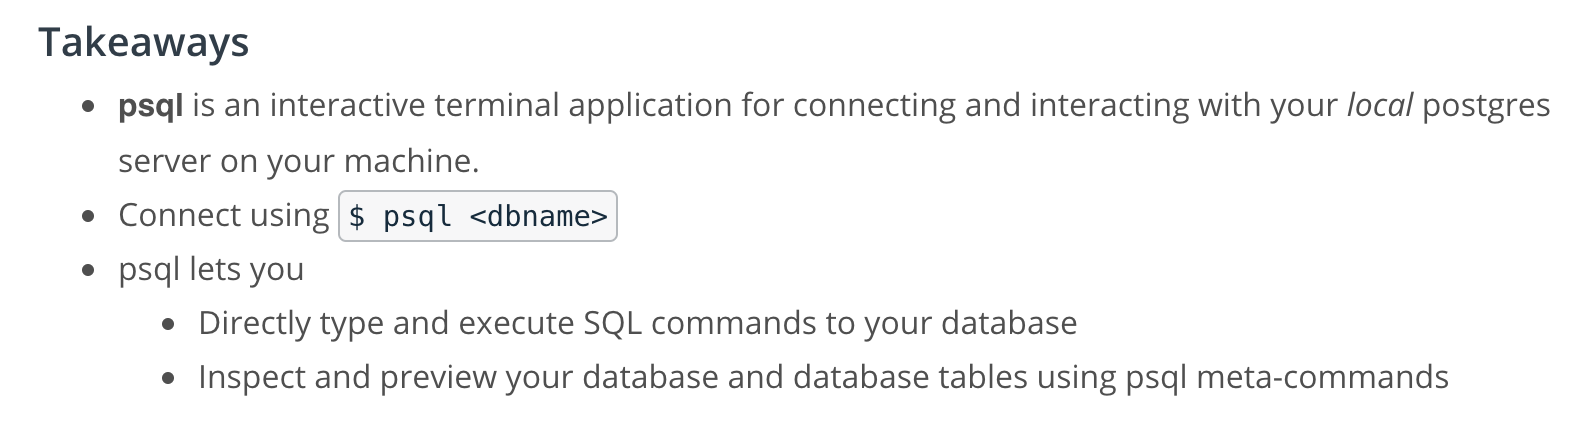 Takeaways
• psql is an interactive terminal application for connecting and interacting with your local postgres
server on your machine.
• Connect using $ psql <dbname>
• psql lets you
• Directly type and execute SQL commands to your database
• Inspect and preview your database and database tables using psql meta-commands